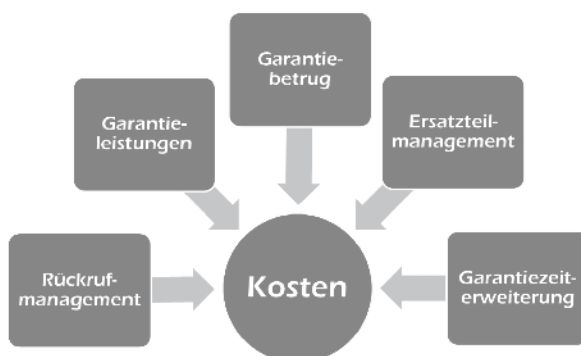 Garantie-
betrug
Garantie-
leistungen
Ersatzteil-
management
Rückruf-
management
Kosten
Garantiezeit-
erweiterung